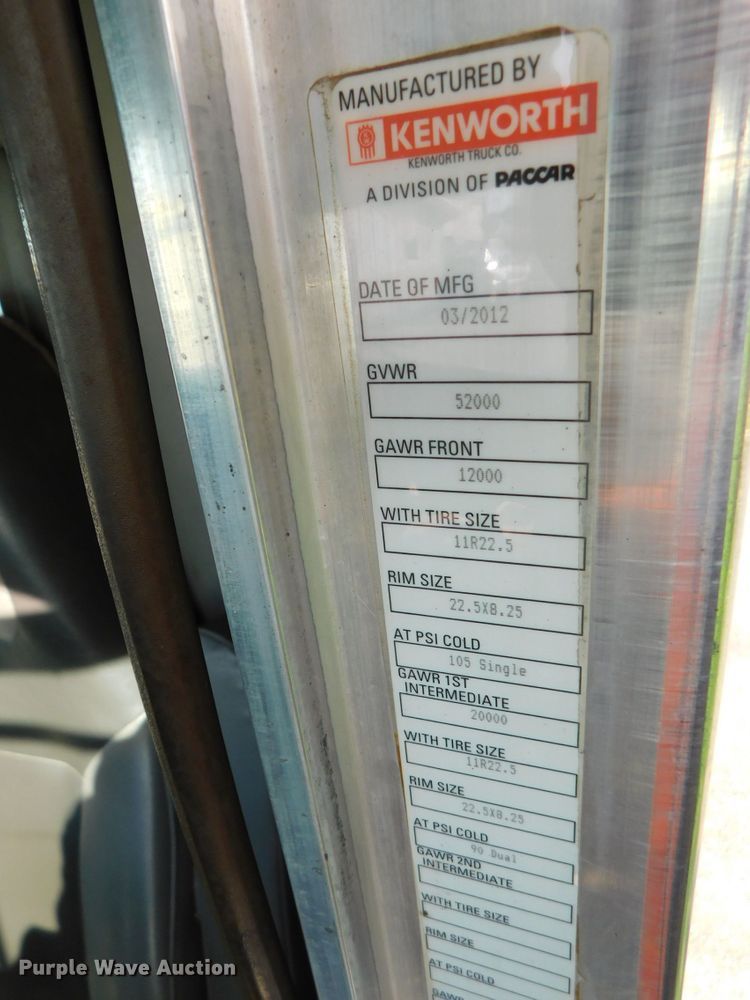 MANUFACTURED BY
KENWORTH
KENWORTH TRUCK CO.
A DIVISION OF PACCAR
DATE OF MFG
03/2012
GVWR
52000
GAWR FRONT
12000
WITH TIRE SIZE
11R22.5
RIM SIZE
22.5X8.25
AT PSI COLD
105 Single
GAWR 1ST
INTERMEDIATE
20000
WITH TIRE SIZE
11R22.5
RIM SIZE
22.5X8.25
AT PSI COLD
90 Dual
GAWR 2ND
INTERMEDIATE
WITH TIRE SIZE
RIM SIZE
AT PSI COLD
GAWR
Purple Wave Auction